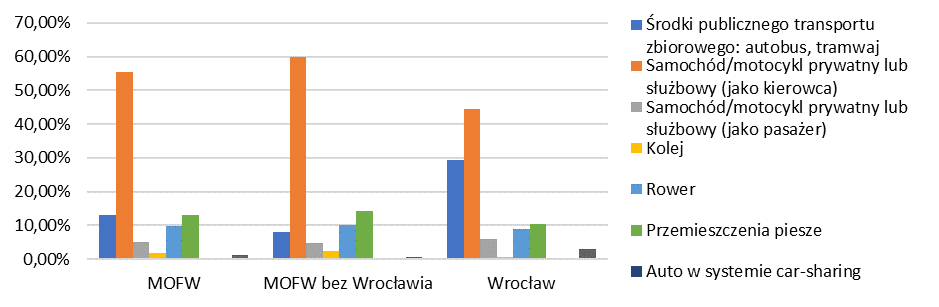 70,00%
60,00%
50,00%
40,00%
30,00%
20,00%
10,00%
0,00%
MOFW
MOFW bez Wrocławia
Wrocław
Środki publicznego transportu
zbiorowego: autobus, tramwaj
Samochód/motocykl prywatny lub
służbowy (jako kierowca)
Samochód/motocykl prywatny lub
służbowy (jako pasażer)
Kolej
Rower
Przemieszczenia piesze
Auto w systemie car-sharing